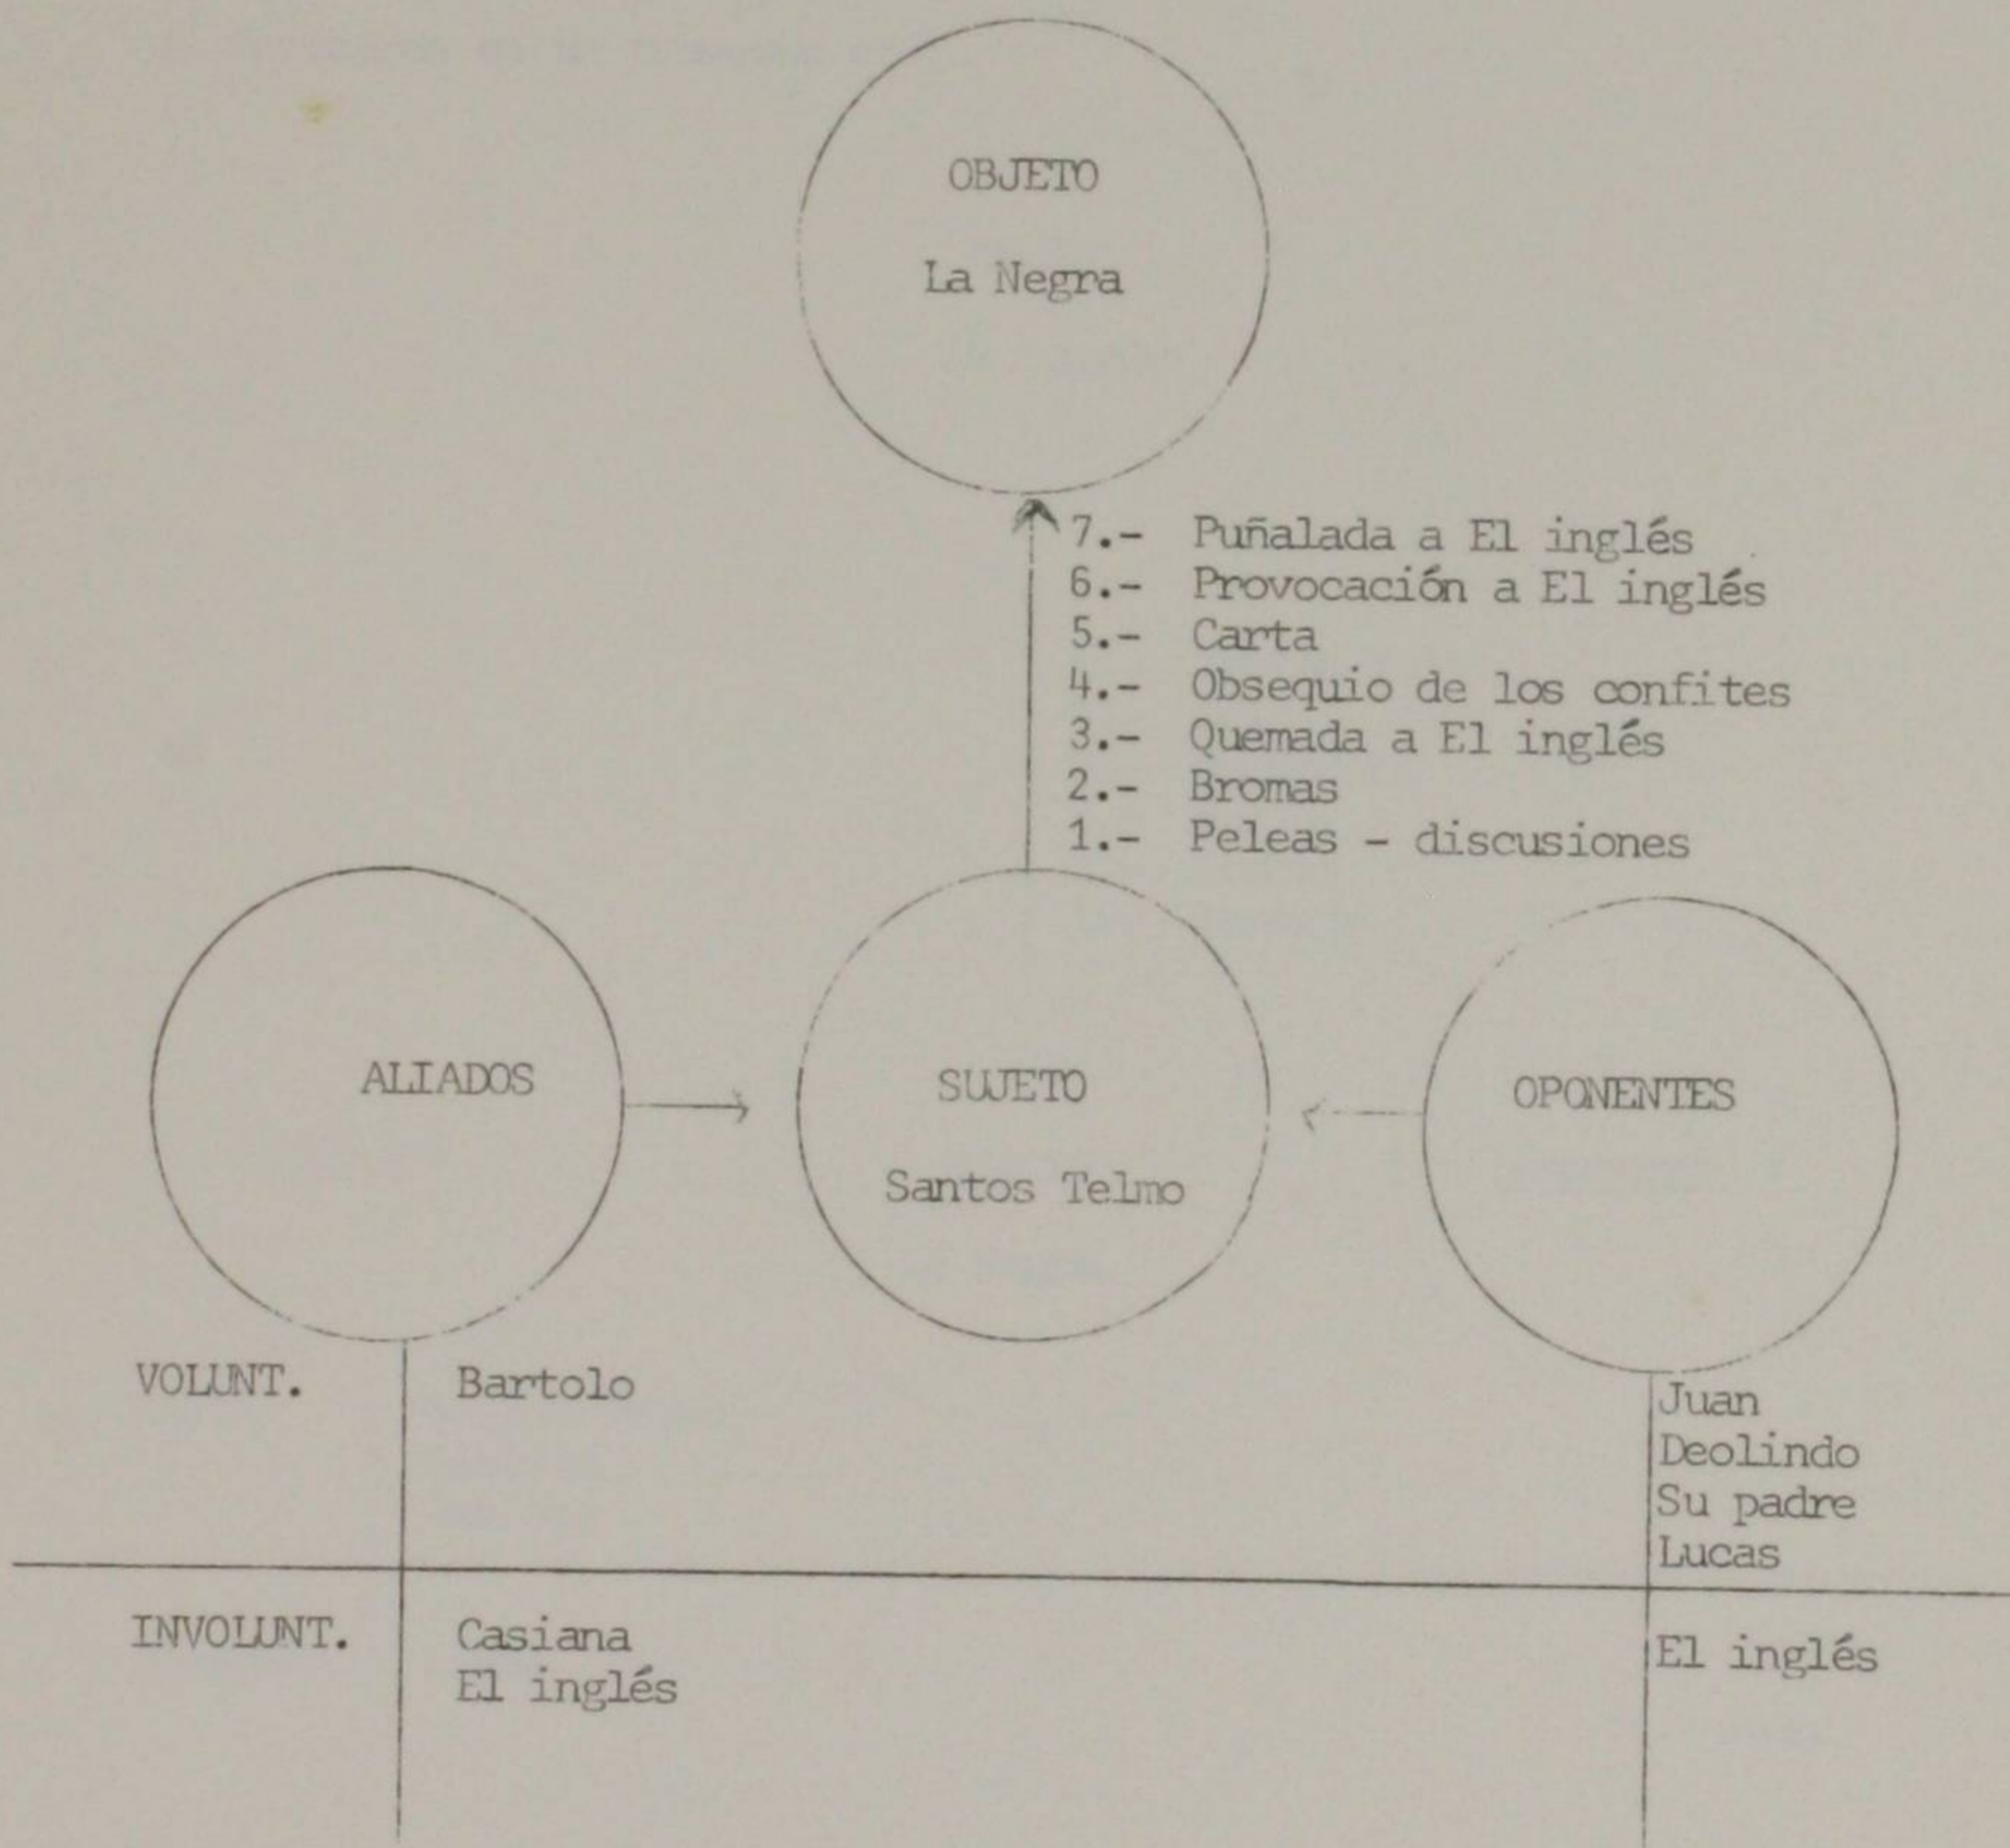 OBJETO
La Negra
7.- Puñalada a El inglés
6.- Provocación a El inglés
5.- Carta
4.- Obsequio de los confites
3.- Quemada a El inglés
2.- Bromas
1.- Peleas - discusiones
ALIADOS
SUJETO
Santos Telmo
OPONENTES
VOLUNT.
Bartolo
Juan
Deolindo
Su padre
Lucas
INVOLUNT.
Casiana
El inglés
El inglés